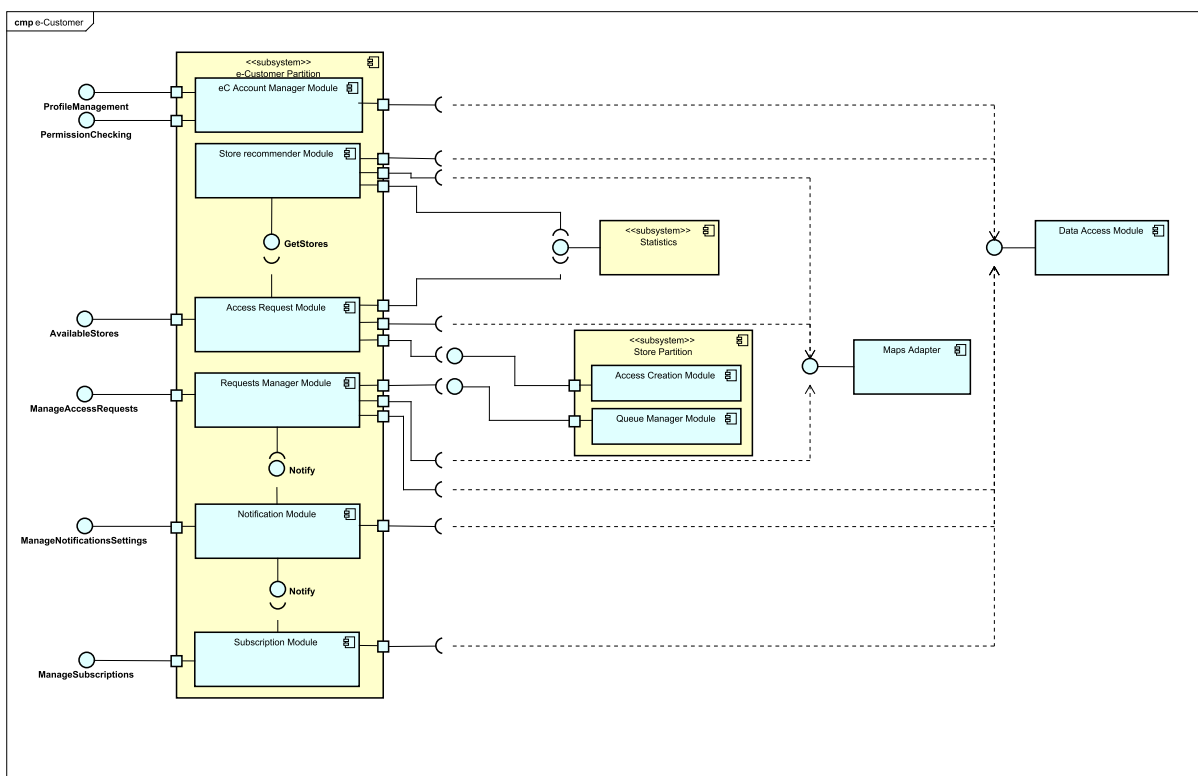 cmp e-Customer
<<subsystem>>
e-Customer Partition
eC Account Manager Module
ProfileManagement
PermissionChecking
Store recommender Module
GetStores
<<subsystem>>
Statistics
Data Access Module
Access Request Module
AvailableStores
<<subsystem>>
Store Partition
Maps Adapter
Access Creation Module
Requests Manager Module
ManageAccessRequests
Queue Manager Module
Notify
Notification Module
ManageNotificationsSettings
Notify
Subscription Module
ManageSubscriptions